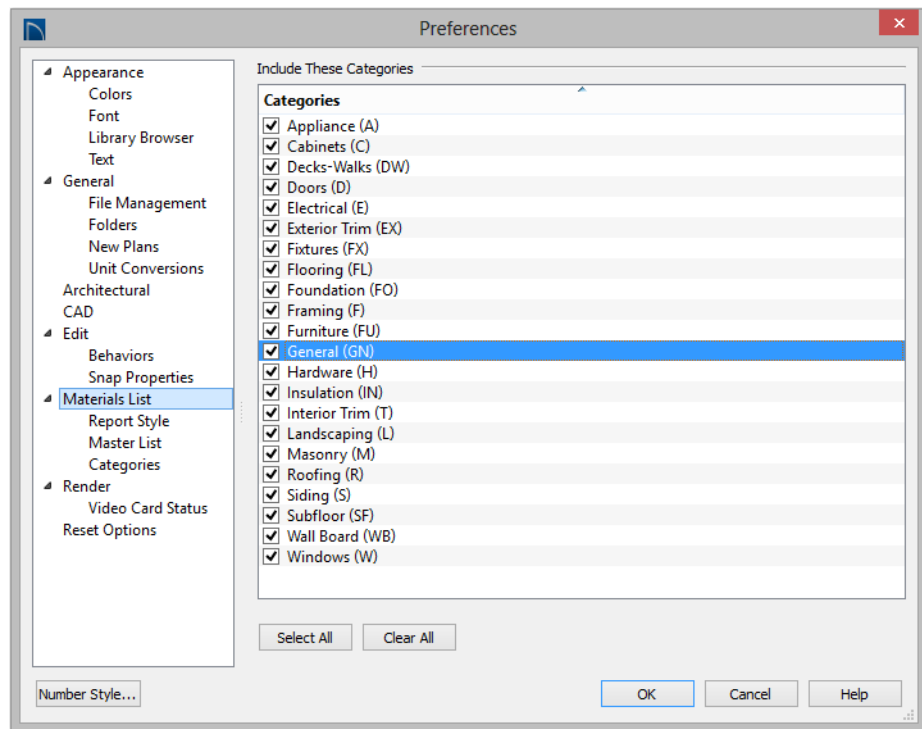 Preferences
Appearance
Colors
Font
Library Browser
Text
General
File Management
Folders
New Plans
Unit Conversions
Architectural
CAD
Edit
Behaviors
Snap Properties
Materials List
Report Style
Master List
Categories
Render
Video Card Status
Reset Options
Include These Categories
Categories
Appliance (A)
Cabinets (C)
Decks-Walks (DW)
Doors (D)
Electrical (E)
Exterior Trim (EX)
Fixtures (FX)
Flooring (FL)
Foundation (FO)
Framing (F)
Furniture (FU)
General (GN)
Hardware (H)
Insulation (IN)
Interior Trim (T)
Landscaping (L)
Masonry (M)
Roofing (R)
Siding (S)
Subfloor (SF)
Wall Board (WB)
Windows (W)
Select All
Clear All
Number Style...
OK
Cancel
Help